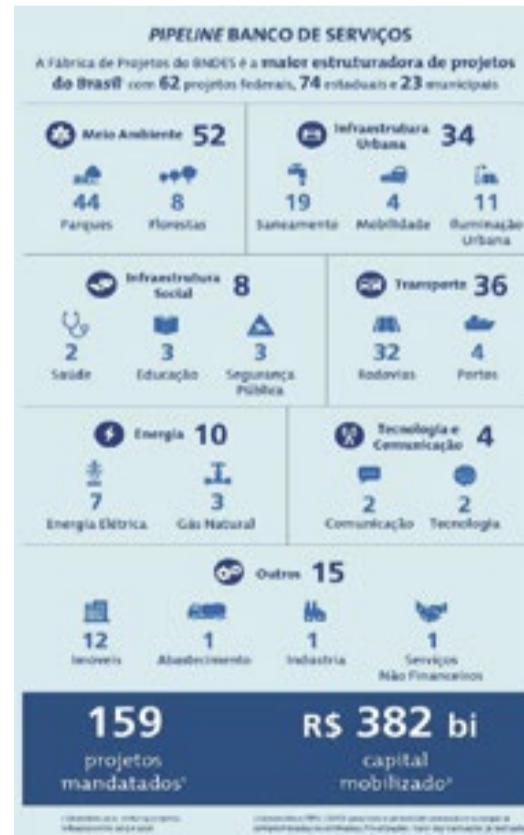 PIPELINE BANCO DE SERVIÇOS
A Fábrica de Projetos do BNDES é a maior estruturadora de projetos
do Brasil com 62 projetos federais, 74 estaduais e 23 municipais
Meio Ambiente 52
44
Parques
8
Florestas
Infraestrutura
Urbana 34
19
Saneamento
4
Mobilidade
11
Iluminação
Urbana
Infraestrutura
Social 8
2
Saúde
3
Educação
3
Segurança
Pública
Transporte 36
32
Rodovias
4
Portos
Energia 10
7
Energia Elétrica
3
Gás Natural
Tecnologia e
Comunicação 4
2
Comunicação
2
Tecnologia
Outros 15
12
Imóveis
1
Abastecimento
1
Indústria
1
Serviços
Não Financeiros
159
projetos
mandatados¹
R$ 382 bi
capital
mobilizado²